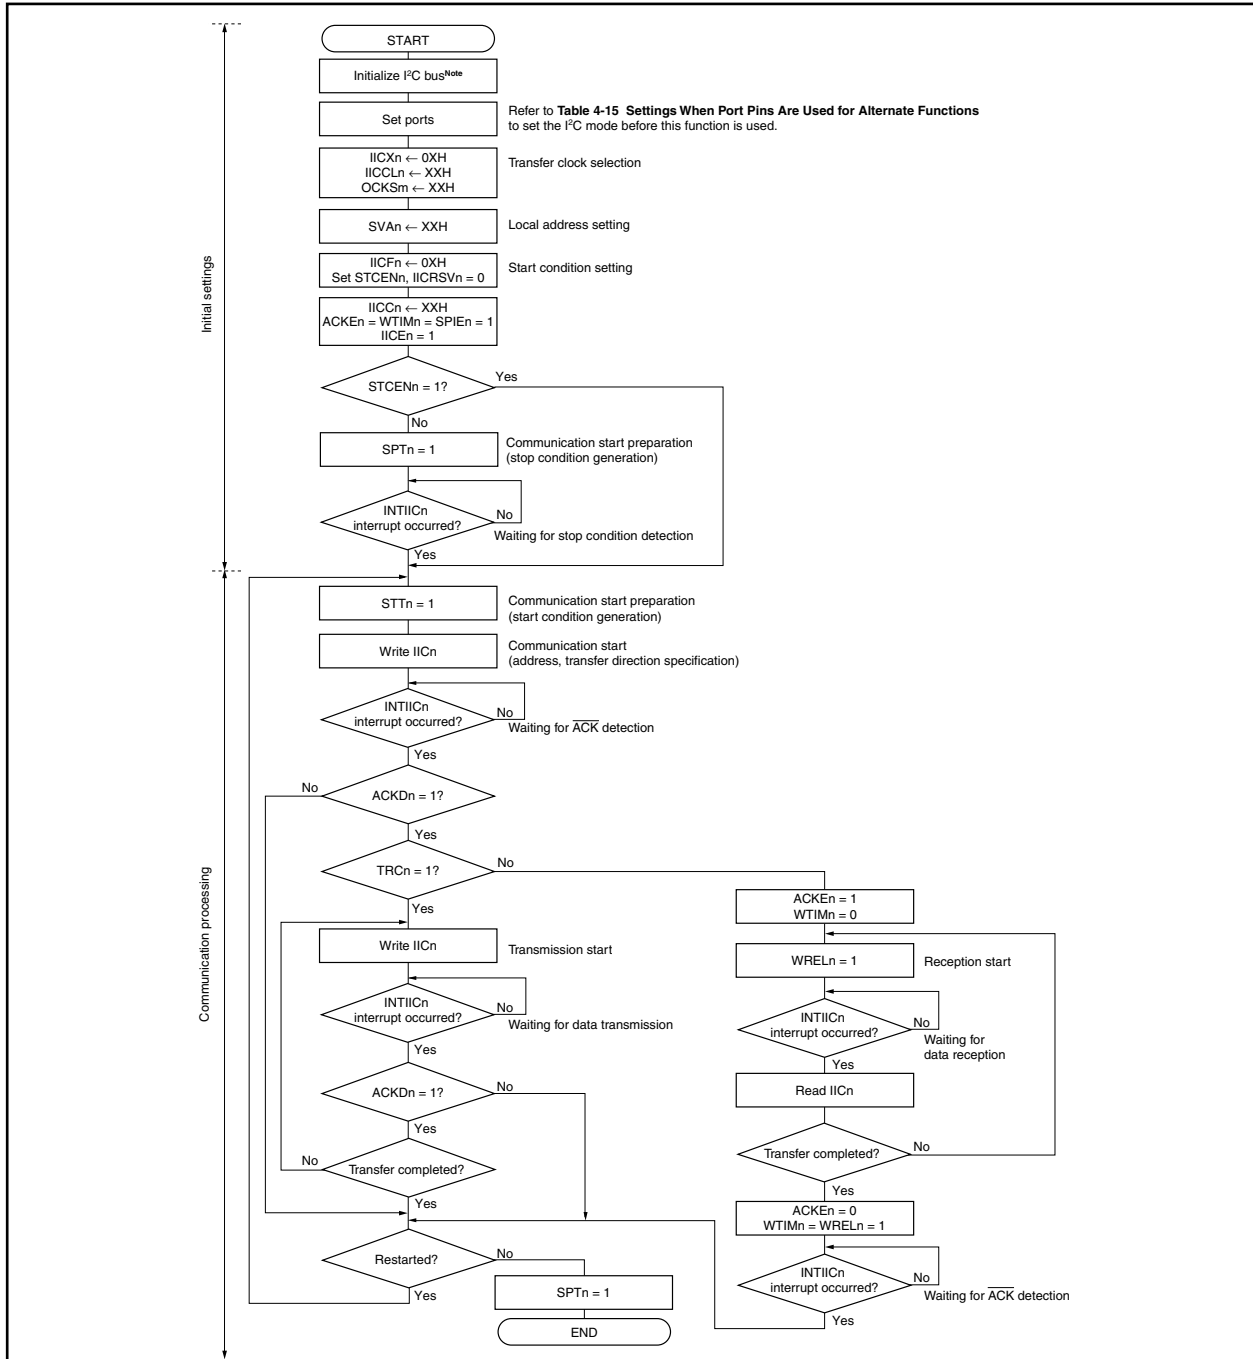 START
Initialize I²C busNote
Set ports
Refer to Table 4-15 Settings When Port Pins Are Used for Alternate Functions
to set the I²C mode before this function is used.
IICXn ← 0XH
IICCLn ← XXH
OCKSm ← XXH
Transfer clock selection
SVAn ← XXH
Local address setting
IICFn ← 0XH
Set STCENn, IICRSVn = 0
Start condition setting
IICCn ← XXH
ACKEn = WTIMn = SPIEn = 1
IICEn = 1
Initial settings
STCENn = 1?
Yes
No
SPTn = 1
Communication start preparation
(stop condition generation)
INTIICn
interrupt occurred?
No
Waiting for stop condition detection
Yes
STTn = 1
Communication start preparation
(start condition generation)
Write IICn
Communication start
(address, transfer direction specification)
INTIICn
interrupt occurred?
No
Waiting for A̅C̅K̅ detection
Yes
No
ACKDn = 1?
Yes
TRCn = 1?
No
Yes
Communication processing
Write IICn
Transmission start
INTIICn
interrupt occurred?
No
Waiting for data transmission
Yes
ACKDn = 1?
No
Yes
No
Transfer completed?
Yes
Restarted?
No
Yes
SPTn = 1
END
ACKEn = 1
WTIMn = 0
WRELn = 1
Reception start
INTIICn
interrupt occurred?
No
Waiting for
data reception
Yes
Read IICn
Transfer completed?
No
Yes
ACKEn = 0
WTIMn = WRELn = 1
INTIICn
interrupt occurred?
No
Waiting for A̅C̅K̅ detection
Yes